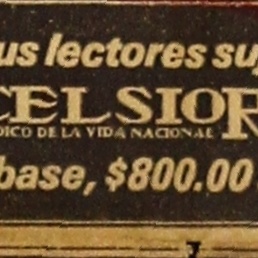 us lectores su
CELSIOR
DICO DE LA VIDA NACIONAL
base, $800.00